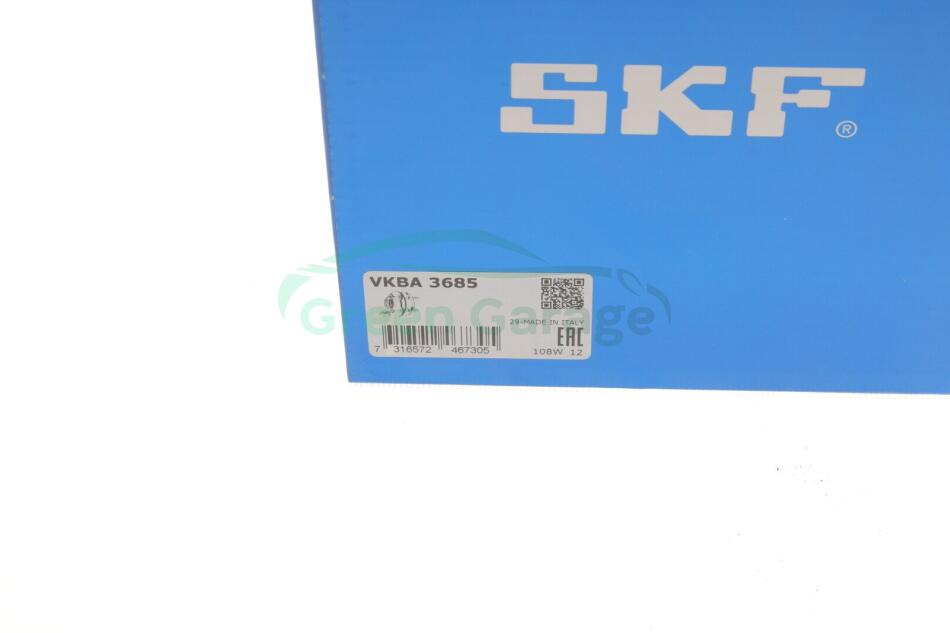 SKF®
VKBA 3685
Green Garage
29-MADE IN ITALY
EAC
7 316572 467305
108W 12